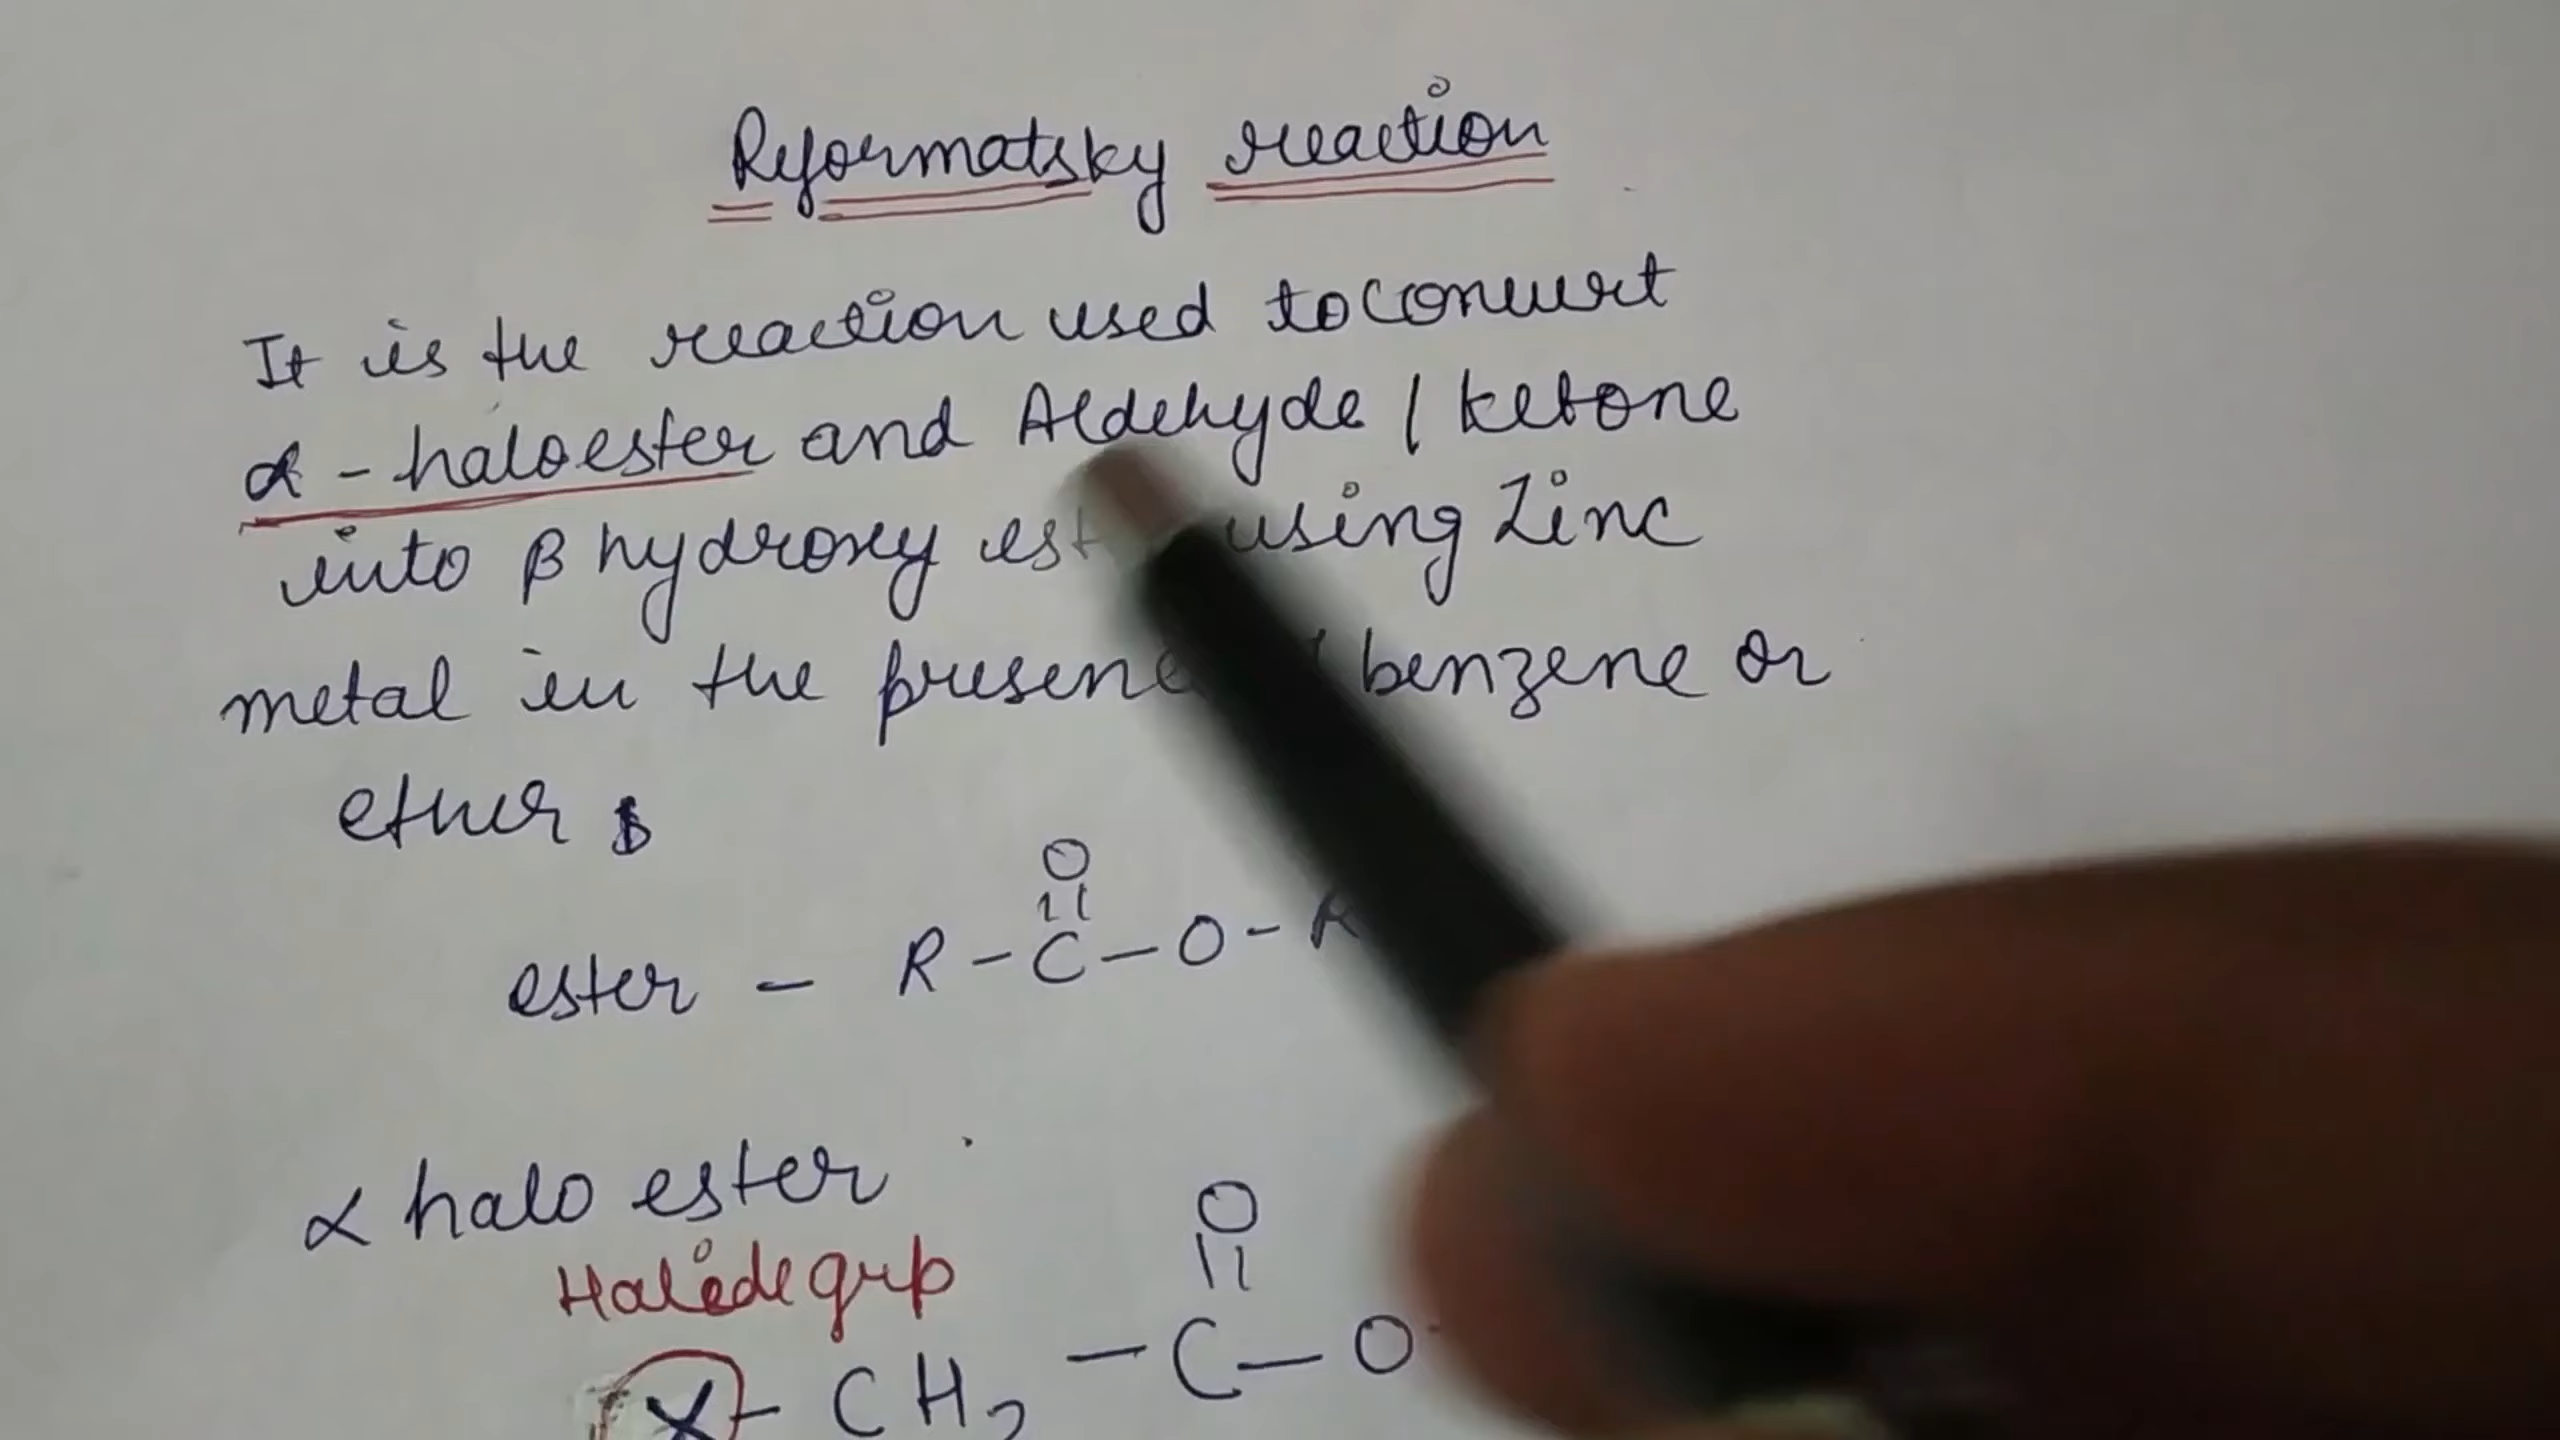 Reformatsky reaction
It is the reaction used to convert
α - haloester and Aldehyde / ketone
into β hydroxy using Zinc
metal in the benzene or
ether
O
ester - R - C - O - R
α halo ester
Halide grp
O
X - CH2 - C - O